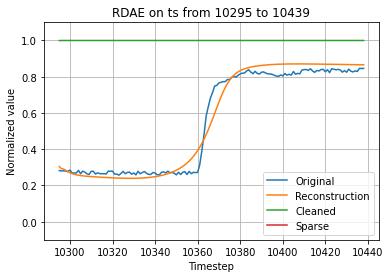 RDAE on ts from 10295 to 10439
Normalized value
1.0
0.8
0.6
0.4
0.2
0.0
Original
Reconstruction
Cleaned
Sparse
10300 10320 10340 10360 10380 10400 10420 10440
Timestep